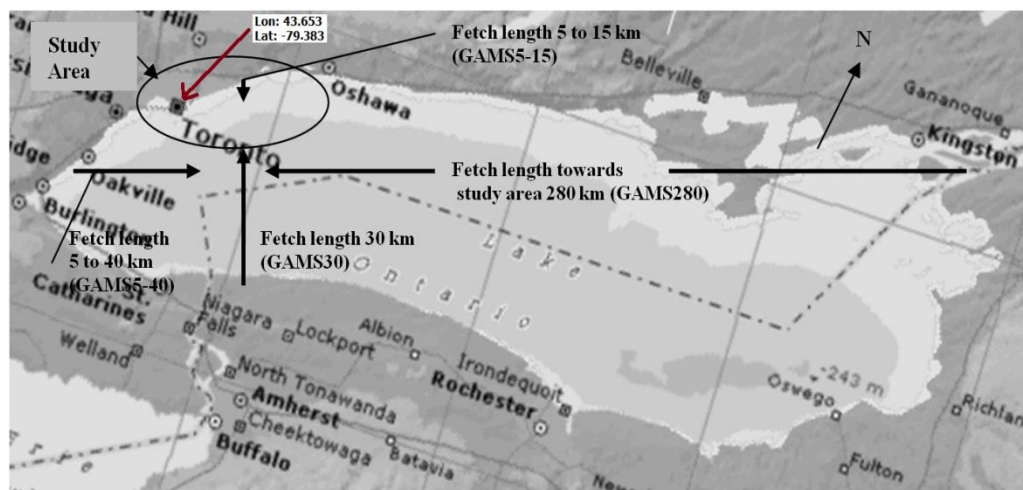 Hill
Lon: 43.653
Lat: -79.383
Study
Area
Fetch length 5 to 15 km
(GAMS5-15)
N
Belleville
Gananoque
Kingston
Oshawa
Toronto
Fetch length towards
study area 280 km (GAMS280)
Oakville
Burlington
Fetch length
5 to 40 km
(GAMS5-40)
Fetch length 30 km
(GAMS30)
Lake
Ontario
St.
Catharines
Niagara
Falls
Lockport
Albion
Irondequoit
Rochester
Welland
North Tonawanda
Amherst
Cheektowaga
Buffalo
Batavia
-243 m
Oswego
Richlan
Fulton